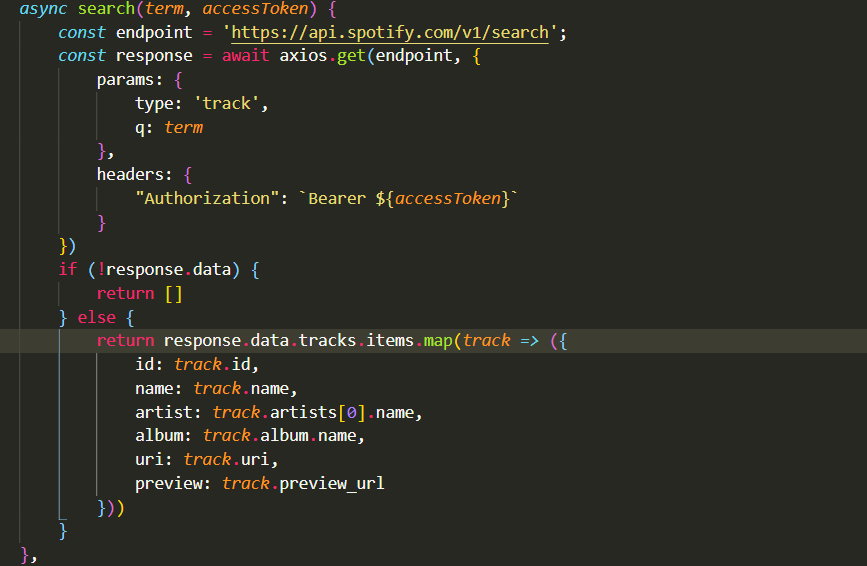 async search(term, accessToken) {
const endpoint = 'https://api.spotify.com/v1/search';
const response = await axios.get(endpoint, {
params: {
type: 'track',
q: term
},
headers: {
"Authorization": `Bearer ${accessToken}`
}
})
if (!response.data) {
return []
} else {
return response.data.tracks.items.map(track => ({
id: track.id,
name: track.name,
artist: track.artists[0].name,
album: track.album.name,
uri: track.uri,
preview: track.preview_url
}))
}
},